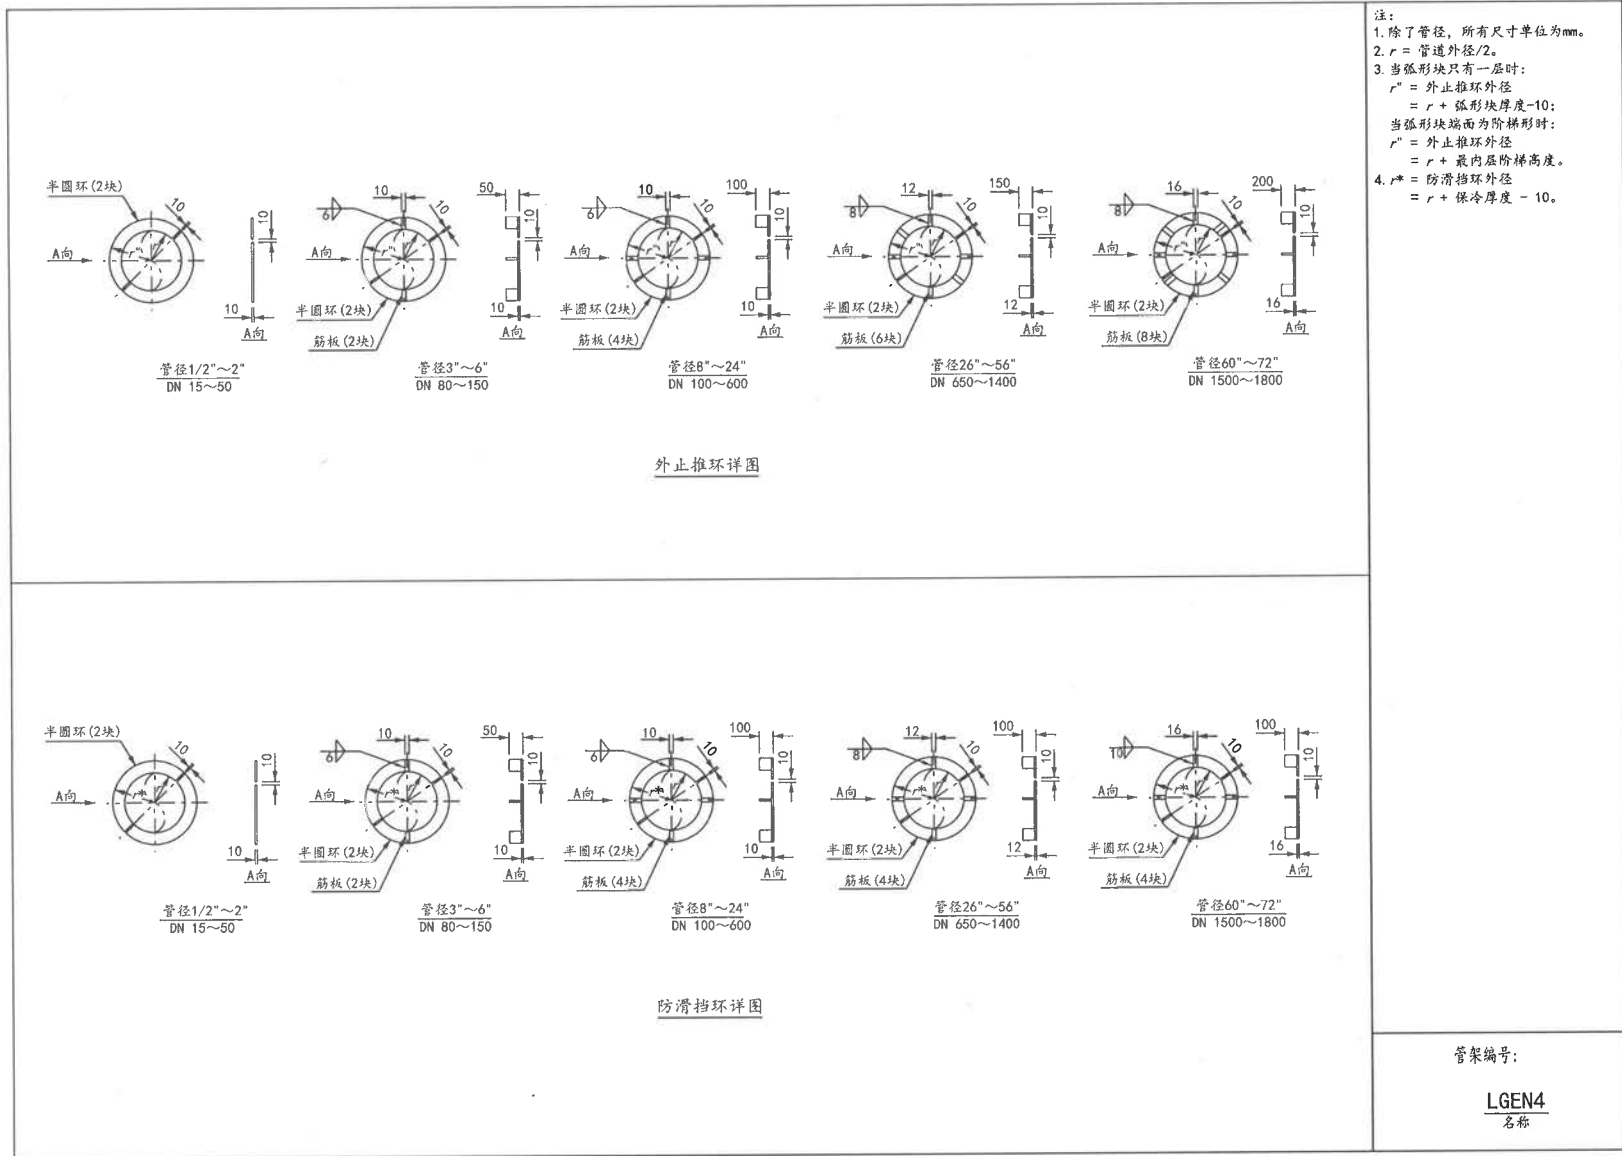 半圆环(2块)
10
10
A向
r"
r
10
A向
管径1/2"～2"
DN 15～50
6
10
10
50
10
A向
r"
r
半圆环(2块)
筋板(2块)
10
A向
管径3"～6"
DN 80～150
6
10
10
100
10
A向
r"
r
半圆环(2块)
筋板(4块)
10
A向
管径8"～24"
DN 100～600
8
12
10
150
10
A向
r"
r
半圆环(2块)
筋板(6块)
12
A向
管径26"～56"
DN 650～1400
8
16
10
200
10
A向
r"
r
半圆环(2块)
筋板(8块)
16
A向
管径60"～72"
DN 1500～1800
外止推环详图
半圆环(2块)
10
10
A向
r*
r
10
A向
管径1/2"～2"
DN 15～50
6
10
10
50
10
A向
r*
r
半圆环(2块)
筋板(2块)
10
A向
管径3"～6"
DN 80～150
6
10
10
100
10
A向
r*
r
半圆环(2块)
筋板(4块)
10
A向
管径8"～24"
DN 100～600
8
12
10
100
10
A向
r*
r
半圆环(2块)
筋板(4块)
12
A向
管径26"～56"
DN 650～1400
10
16
10
100
10
A向
r*
r
半圆环(2块)
筋板(4块)
16
A向
管径60"～72"
DN 1500～1800
防滑挡环详图
注:
1. 除了管径, 所有尺寸单位为mm。
2. r = 管道外径/2。
3. 当弧形块只有一层时:
r" = 外止推环外径
= r + 弧形块厚度-10;
当弧形块端面为阶梯形时:
r" = 外止推环外径
= r + 最内层阶梯高度。
4. r* = 防滑挡环外径
= r + 保冷厚度 - 10。
管架编号:
LGEN4
名称